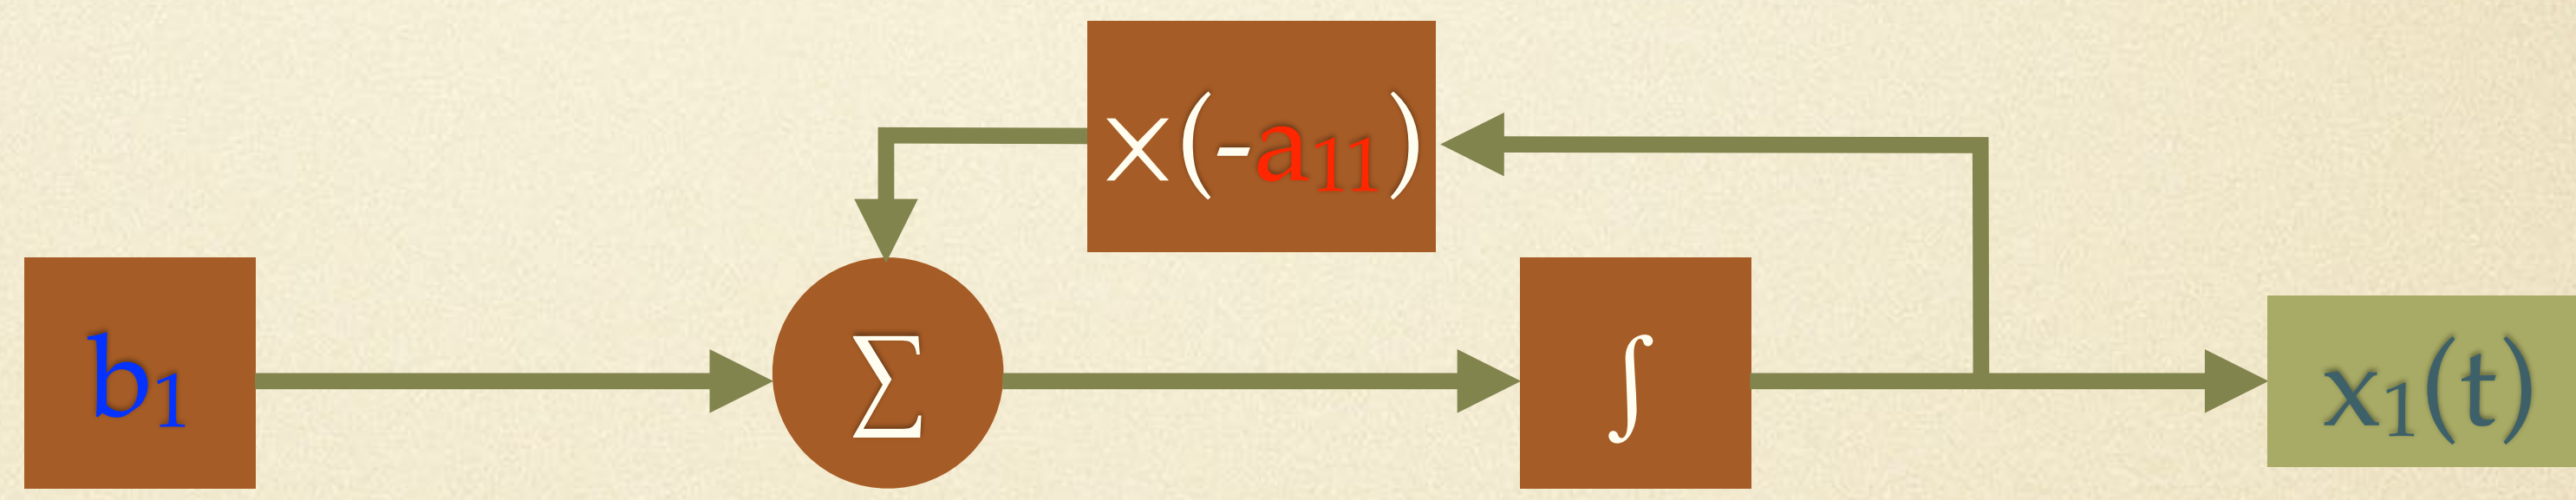 ×(-a₁₁)
b₁
∑
∫
x₁(t)